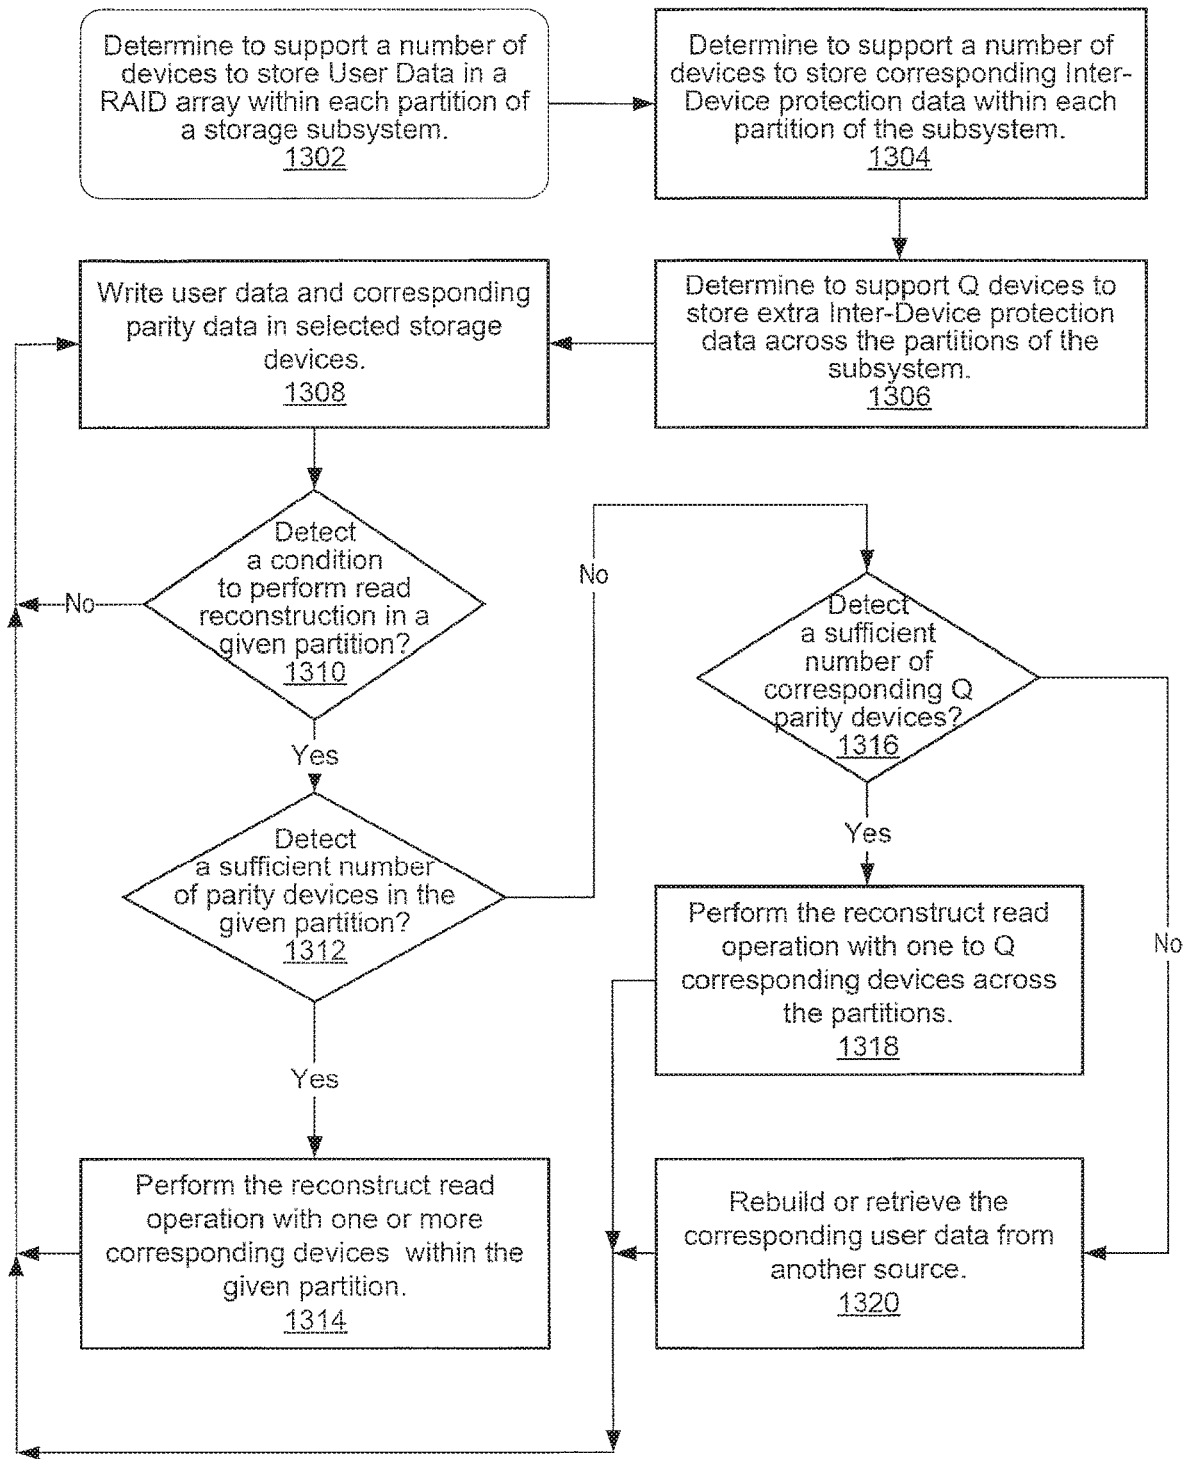 Determine to support a number of
devices to store User Data in a
RAID array within each partition of
a storage subsystem.
1302
Determine to support a number of
devices to store corresponding Inter-
Device protection data within each
partition of the subsystem.
1304
Determine to support Q devices to
store extra Inter-Device protection
data across the partitions of the
subsystem.
1306
Write user data and corresponding
parity data in selected storage
devices.
1308
Detect
a condition
to perform read
reconstruction in a
given partition?
1310
No
Yes
Detect
a sufficient number
of parity devices in the
given partition?
1312
No
Yes
Perform the reconstruct read
operation with one or more
corresponding devices within the
given partition.
1314
Detect
a sufficient
number of
corresponding Q
parity devices?
1316
Yes
No
Perform the reconstruct read
operation with one to Q
corresponding devices across
the partitions.
1318
Rebuild or retrieve the
corresponding user data from
another source.
1320